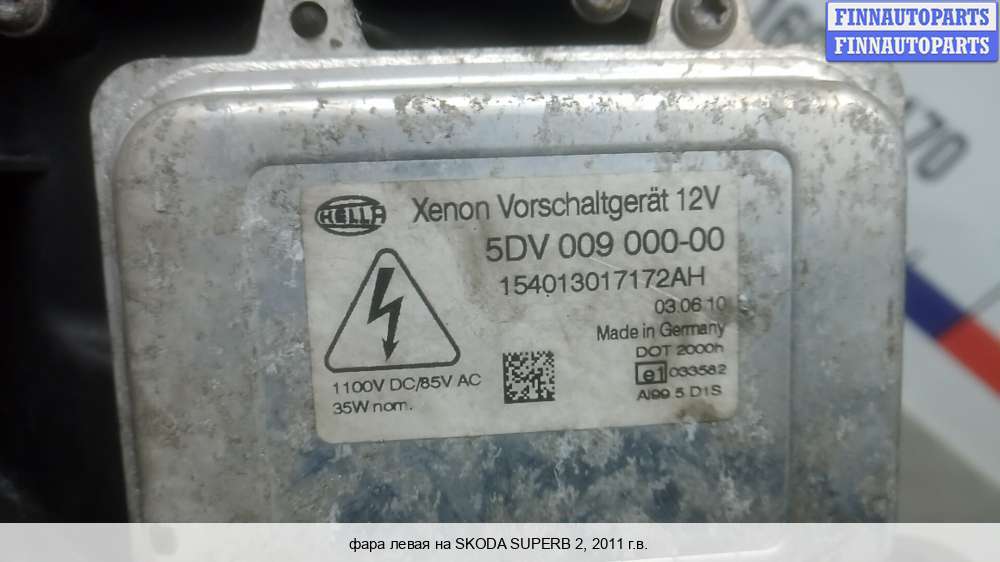 FINNAUTOPARTS
FINNAUTOPARTS
HELLA
Xenon Vorschaltgerät 12V
5DV 009 000-00
154013017172AH
03.06.10
Made in Germany
DOT 2000h
e1 033582
AI99 5 D1S
1100V DC/85V AC
35W nom.
фара левая на SKODA SUPERB 2, 2011 г.в.